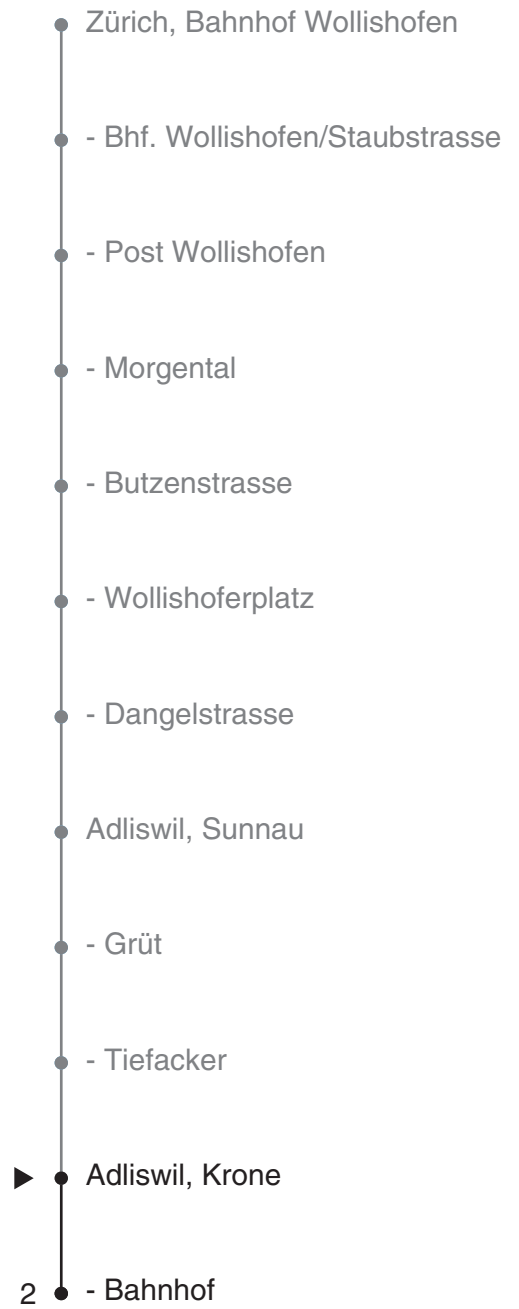 Zürich, Bahnhof Wollishofen
- Bhf. Wollishofen/Staubstrasse
- Post Wollishofen
- Morgental
- Butzenstrasse
- Wollishoferplatz
- Dangelstrasse
Adliswil, Sunnau
- Grüt
- Tiefacker
Adliswil, Krone
2 - Bahnhof